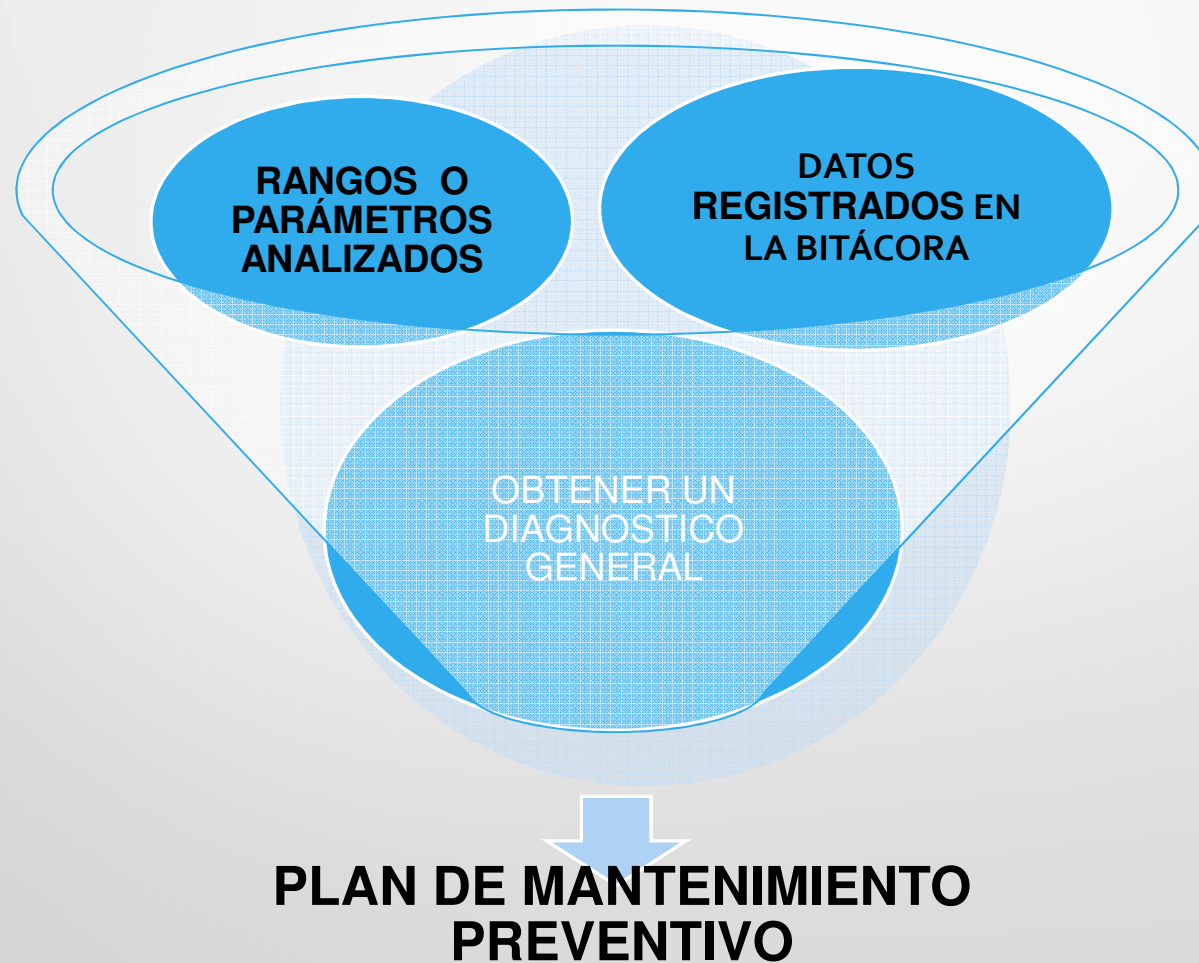 RANGOS O
PARÁMETROS
ANALIZADOS
DATOS
REGISTRADOS EN
LA BITÁCORA
OBTENER UN
DIAGNOSTICO
GENERAL
PLAN DE MANTENIMIENTO
PREVENTIVO